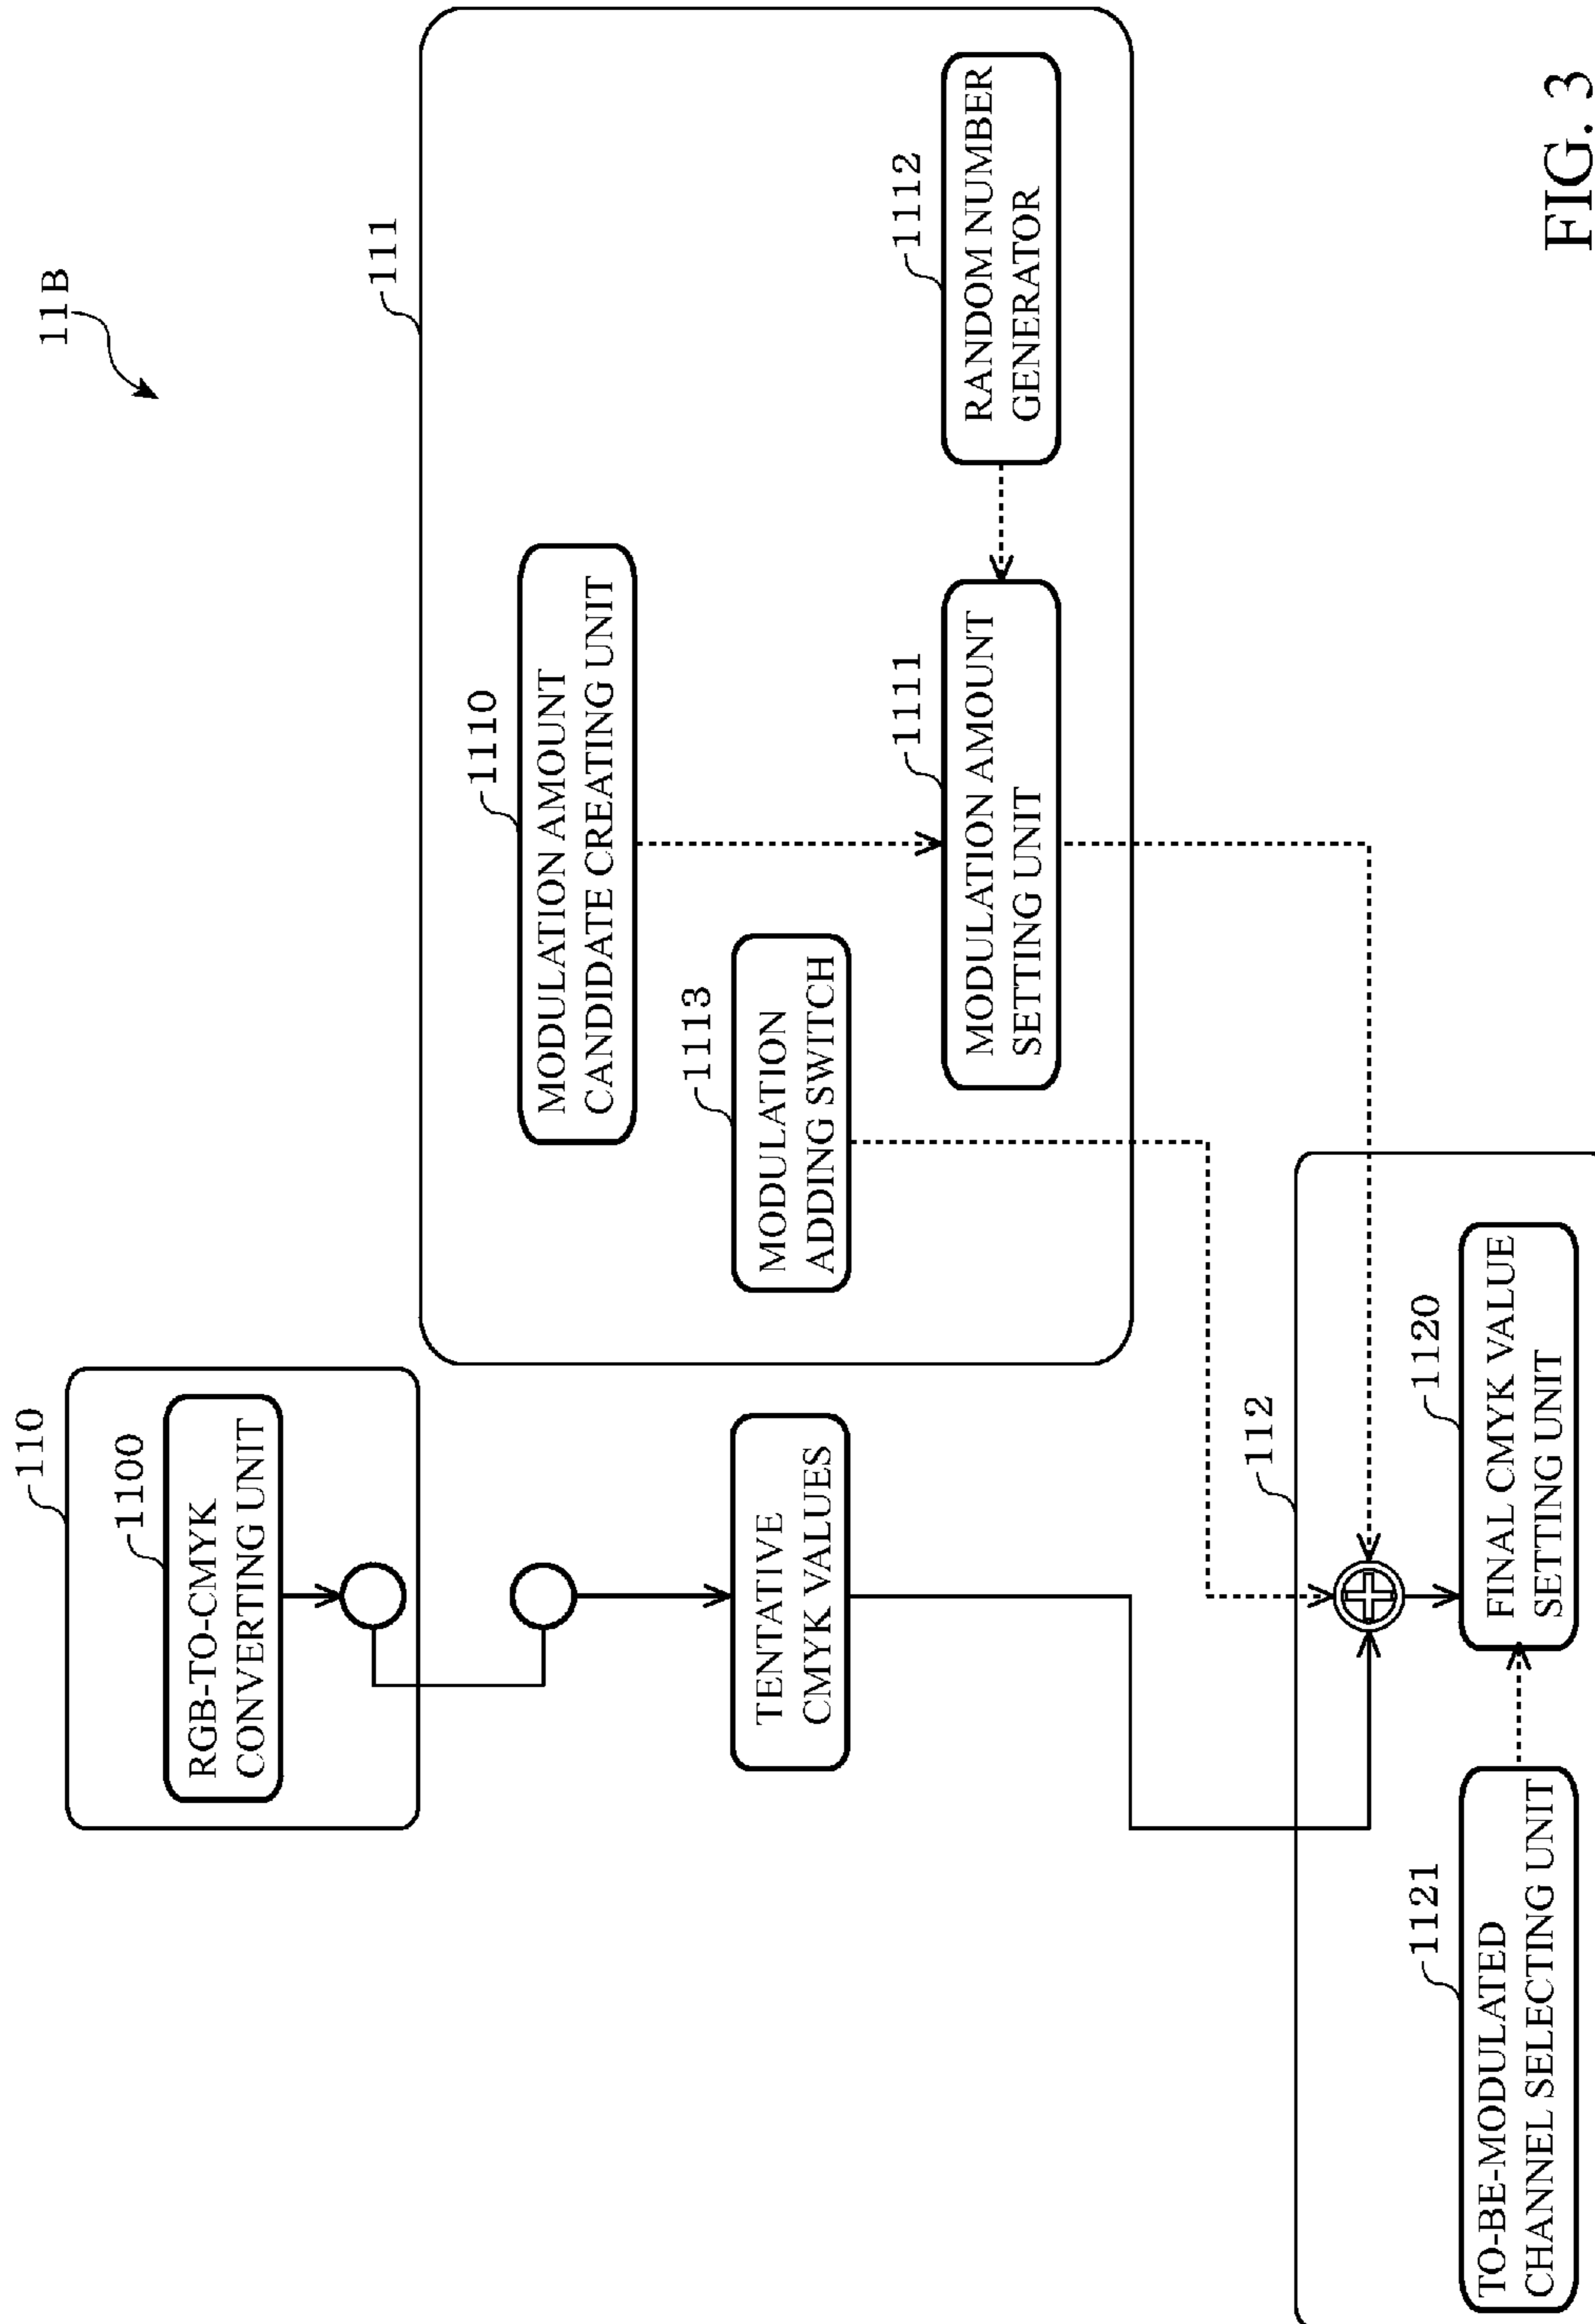 11B
110
11100
RGB-TO-CMYK
CONVERTING UNIT
111
1110
MODULATION AMOUNT
CANDIDATE CREATING UNIT
1113
MODULATION
ADDING SWITCH
TENTATIVE
CMYK VALUES
1111
MODULATION AMOUNT
SETTING UNIT
1112
RANDOM NUMBER
GENERATOR
112
1121
TO-BE-MODULATED
CHANNEL SELECTING UNIT
1120
FINAL CMYK VALUE
SETTING UNIT
FIG. 3